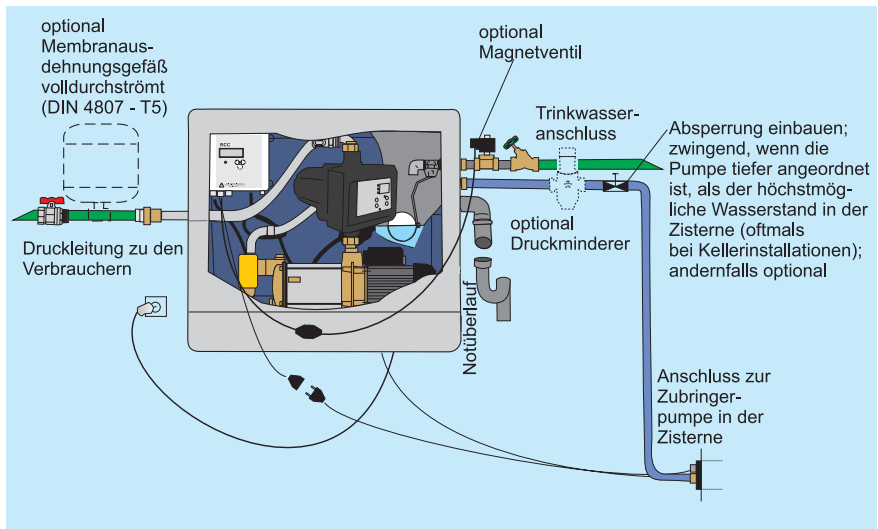 optional
Membranaus-
dehnungsgefäß
volldurchströmt
(DIN 4807 - T5)
optional
Magnetventil
Trinkwasser-
anschluss
Absperrung einbauen;
zwingend, wenn die
Pumpe tiefer angeordnet
ist, als der höchstmög-
liche Wasserstand in der
Zisterne (oftmals
bei Kellerinstallationen);
andernfalls optional
RCC
Druckleitung zu den
Verbrauchern
optional
Druckminderer
Notüberlauf
Anschluss zur
Zubringer-
pumpe in der
Zisterne